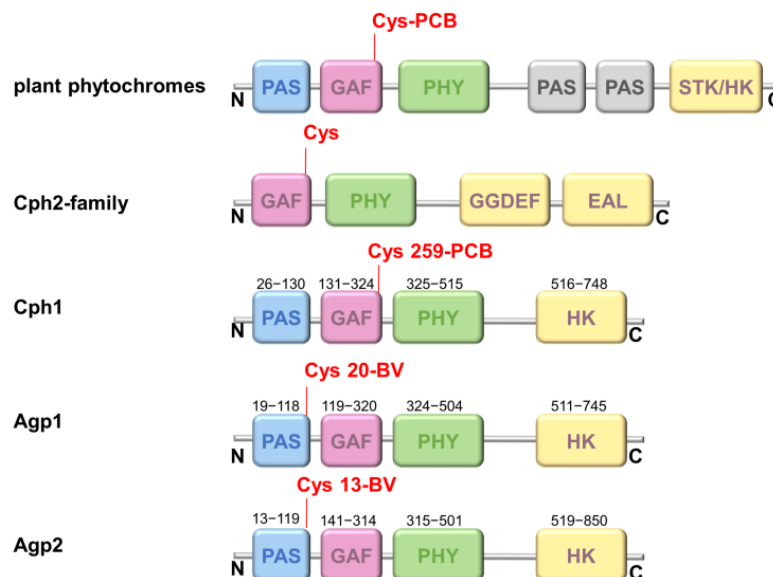 Cys-PCB
plant phytochromes
PAS GAF PHY PAS PAS STK/HK
N C
Cys
Cph2-family
GAF PHY GGDEF EAL
N C
Cys 259-PCB
26−130 131−324 325−515 516−748
Cph1
PAS GAF PHY HK
N C
Cys 20-BV
19−118 119−320 324−504 511−745
Agp1
PAS GAF PHY HK
N C
Cys 13-BV
13−119 141−314 315−501 519−850
Agp2
PAS GAF PHY HK
N C